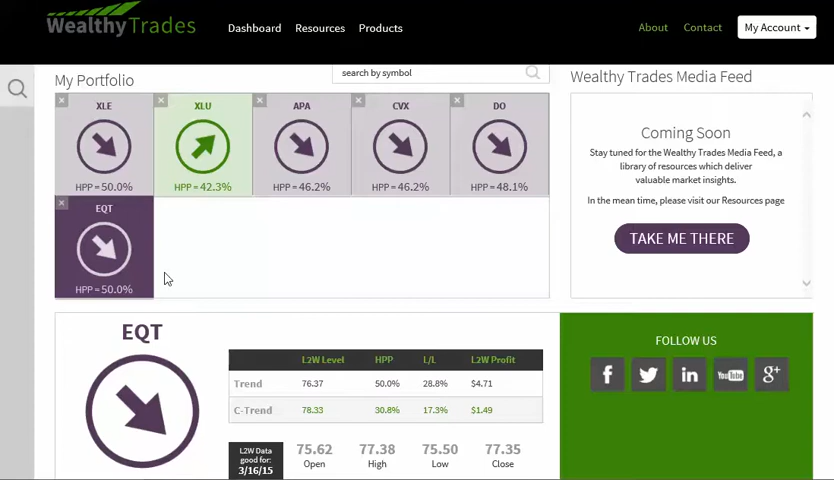 WealthyTrades
Dashboard Resources Products
About Contact My Account
My Portfolio
search by symbol
Wealthy Trades Media Feed
XLE XLU APA CVX DO
HPP = 50.0% HPP = 42.3% HPP = 46.2% HPP = 46.2% HPP = 48.1%
EQT
HPP = 50.0%
Coming Soon
Stay tuned for the Wealthy Trades Media Feed, a
library of resources which deliver
valuable market insights.
In the mean time, please visit our Resources page
TAKE ME THERE
EQT
L2W Level HPP L/L L2W Profit
Trend 76.37 50.0% 28.8% $4.71
C-Trend 78.33 30.8% 17.3% $1.49
L2W Data
good for:
3/16/15
75.62 77.38 75.50 77.35
Open High Low Close
FOLLOW US
f in You Tube g+